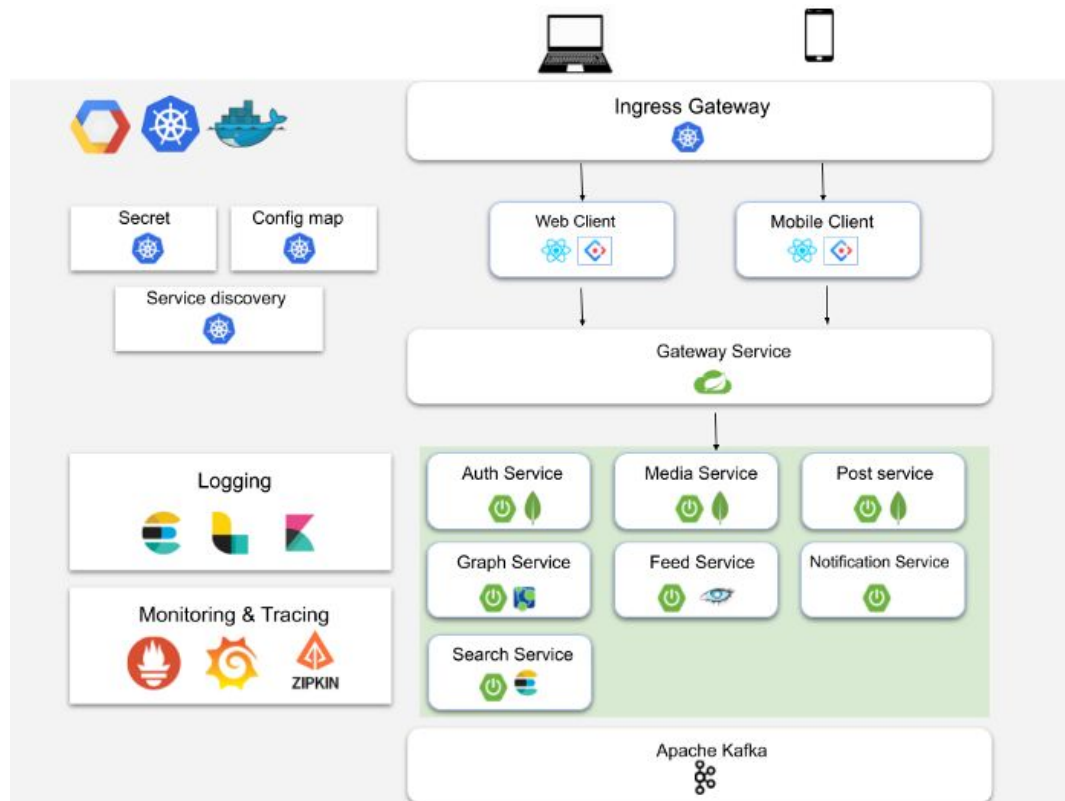 Ingress Gateway
Secret
Config map
Service discovery
Web Client
Mobile Client
Gateway Service
Logging
Monitoring & Tracing
ZIPKIN
Auth Service
Media Service
Post service
Graph Service
Feed Service
Notification Service
Search Service
Apache Kafka